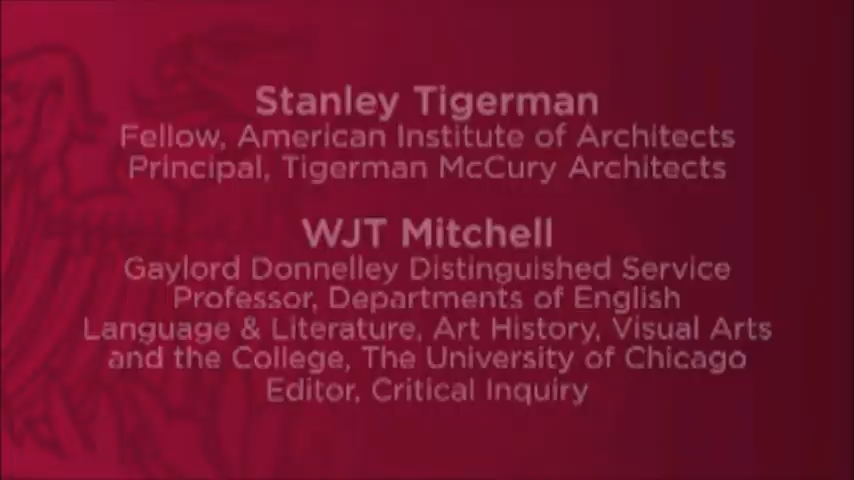 Stanley Tigerman
Fellow, American Institute of Architects
Principal, Tigerman McCury Architects
WJT Mitchell
Gaylord Donnelley Distinguished Service
Professor, Departments of English
Language & Literature, Art History, Visual Arts
and the College, The University of Chicago
Editor, Critical Inquiry